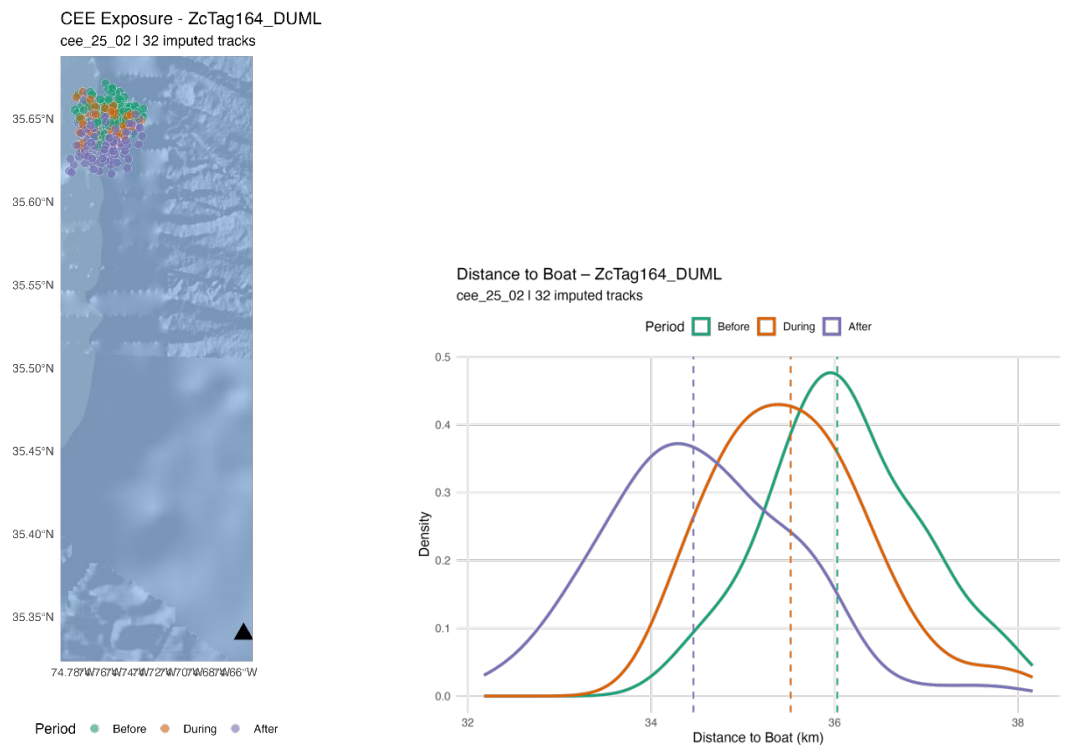 CEE Exposure - ZcTag164_DUML
cee_25_02 | 32 imputed tracks
35.65°N
35.60°N
35.55°N
35.50°N
35.45°N
35.40°N
35.35°N
Period Before During After
Distance to Boat – ZcTag164_DUML
cee_25_02 | 32 imputed tracks
Period Before During After
0.5
0.4
0.3
0.2
0.1
0.0
Density
32 34 36 38
Distance to Boat (km)